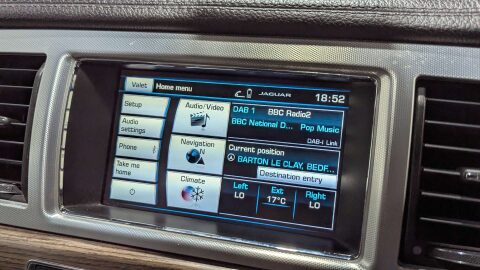 Valet
Home menu
JAGUAR
18:52
Setup
Audio
settings
Phone
Take me
home
Audio/Video
Navigation
N
Climate
DAB 1 BBC Radio2
BBC National D... Pop Music
DAB-i Link
Current position
BARTON LE CLAY, BEDF...
Destination entry
Left Ext Right
LO 17°C LO